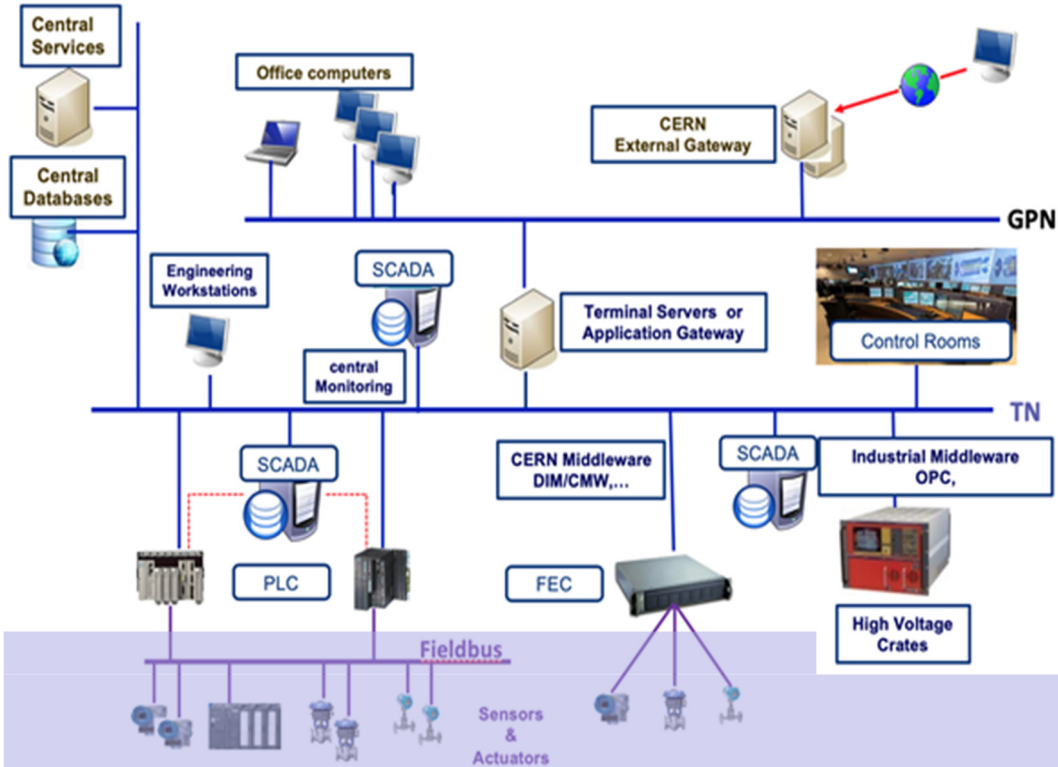 Central
Services
Office computers
CERN
External Gateway
Central
Databases
GPN
Engineering
Workstations
SCADA
Terminal Servers or
Application Gateway
Control Rooms
central
Monitoring
TN
SCADA
CERN Middleware
DIM/CMW,...
SCADA
Industrial Middleware
OPC,
PLC
FEC
High Voltage
Crates
Fieldbus
Sensors
&
Actuators